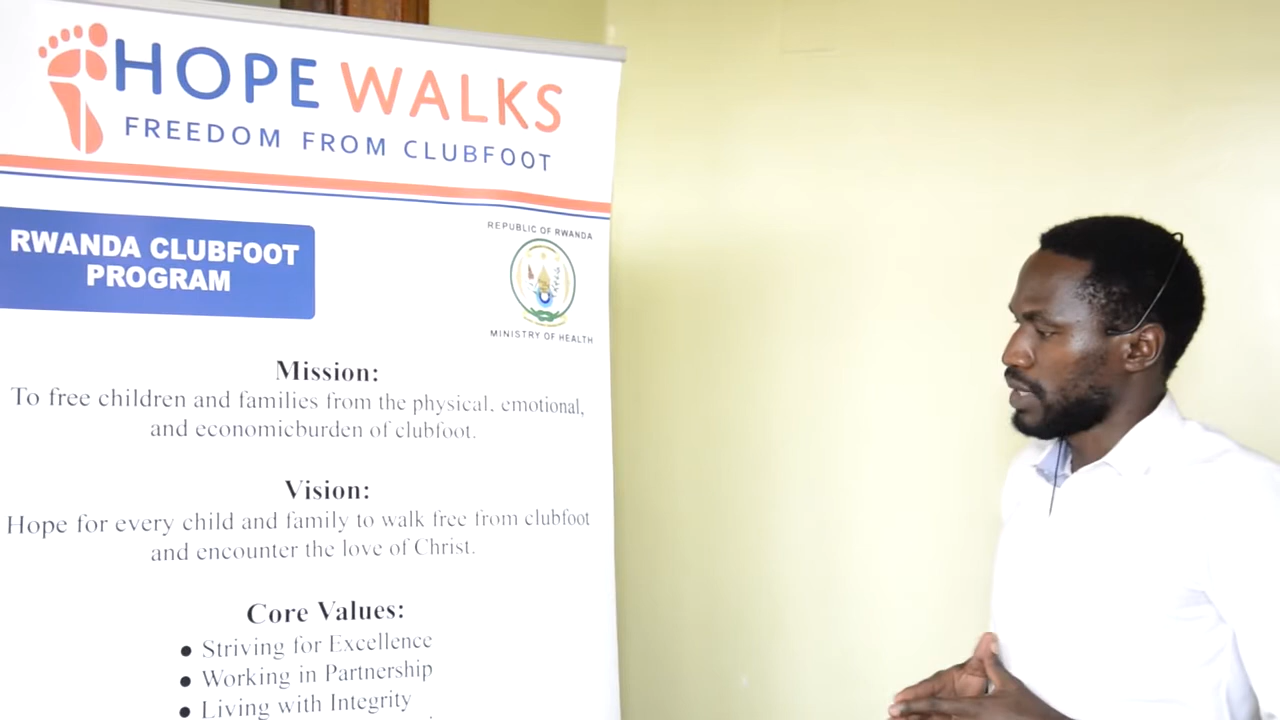 HOPE WALKS
FREEDOM FROM CLUBFOOT
RWANDA CLUBFOOT
PROGRAM
REPUBLIC OF RWANDA
MINISTRY OF HEALTH
Mission:
To free children and families from the physical, emotional,
and economicburden of clubfoot.
Vision:
Hope for every child and family to walk free from clubfoot
and encounter the love of Christ.
Core Values:
● Striving for Excellence
● Working in Partnership
● Living with Integrity